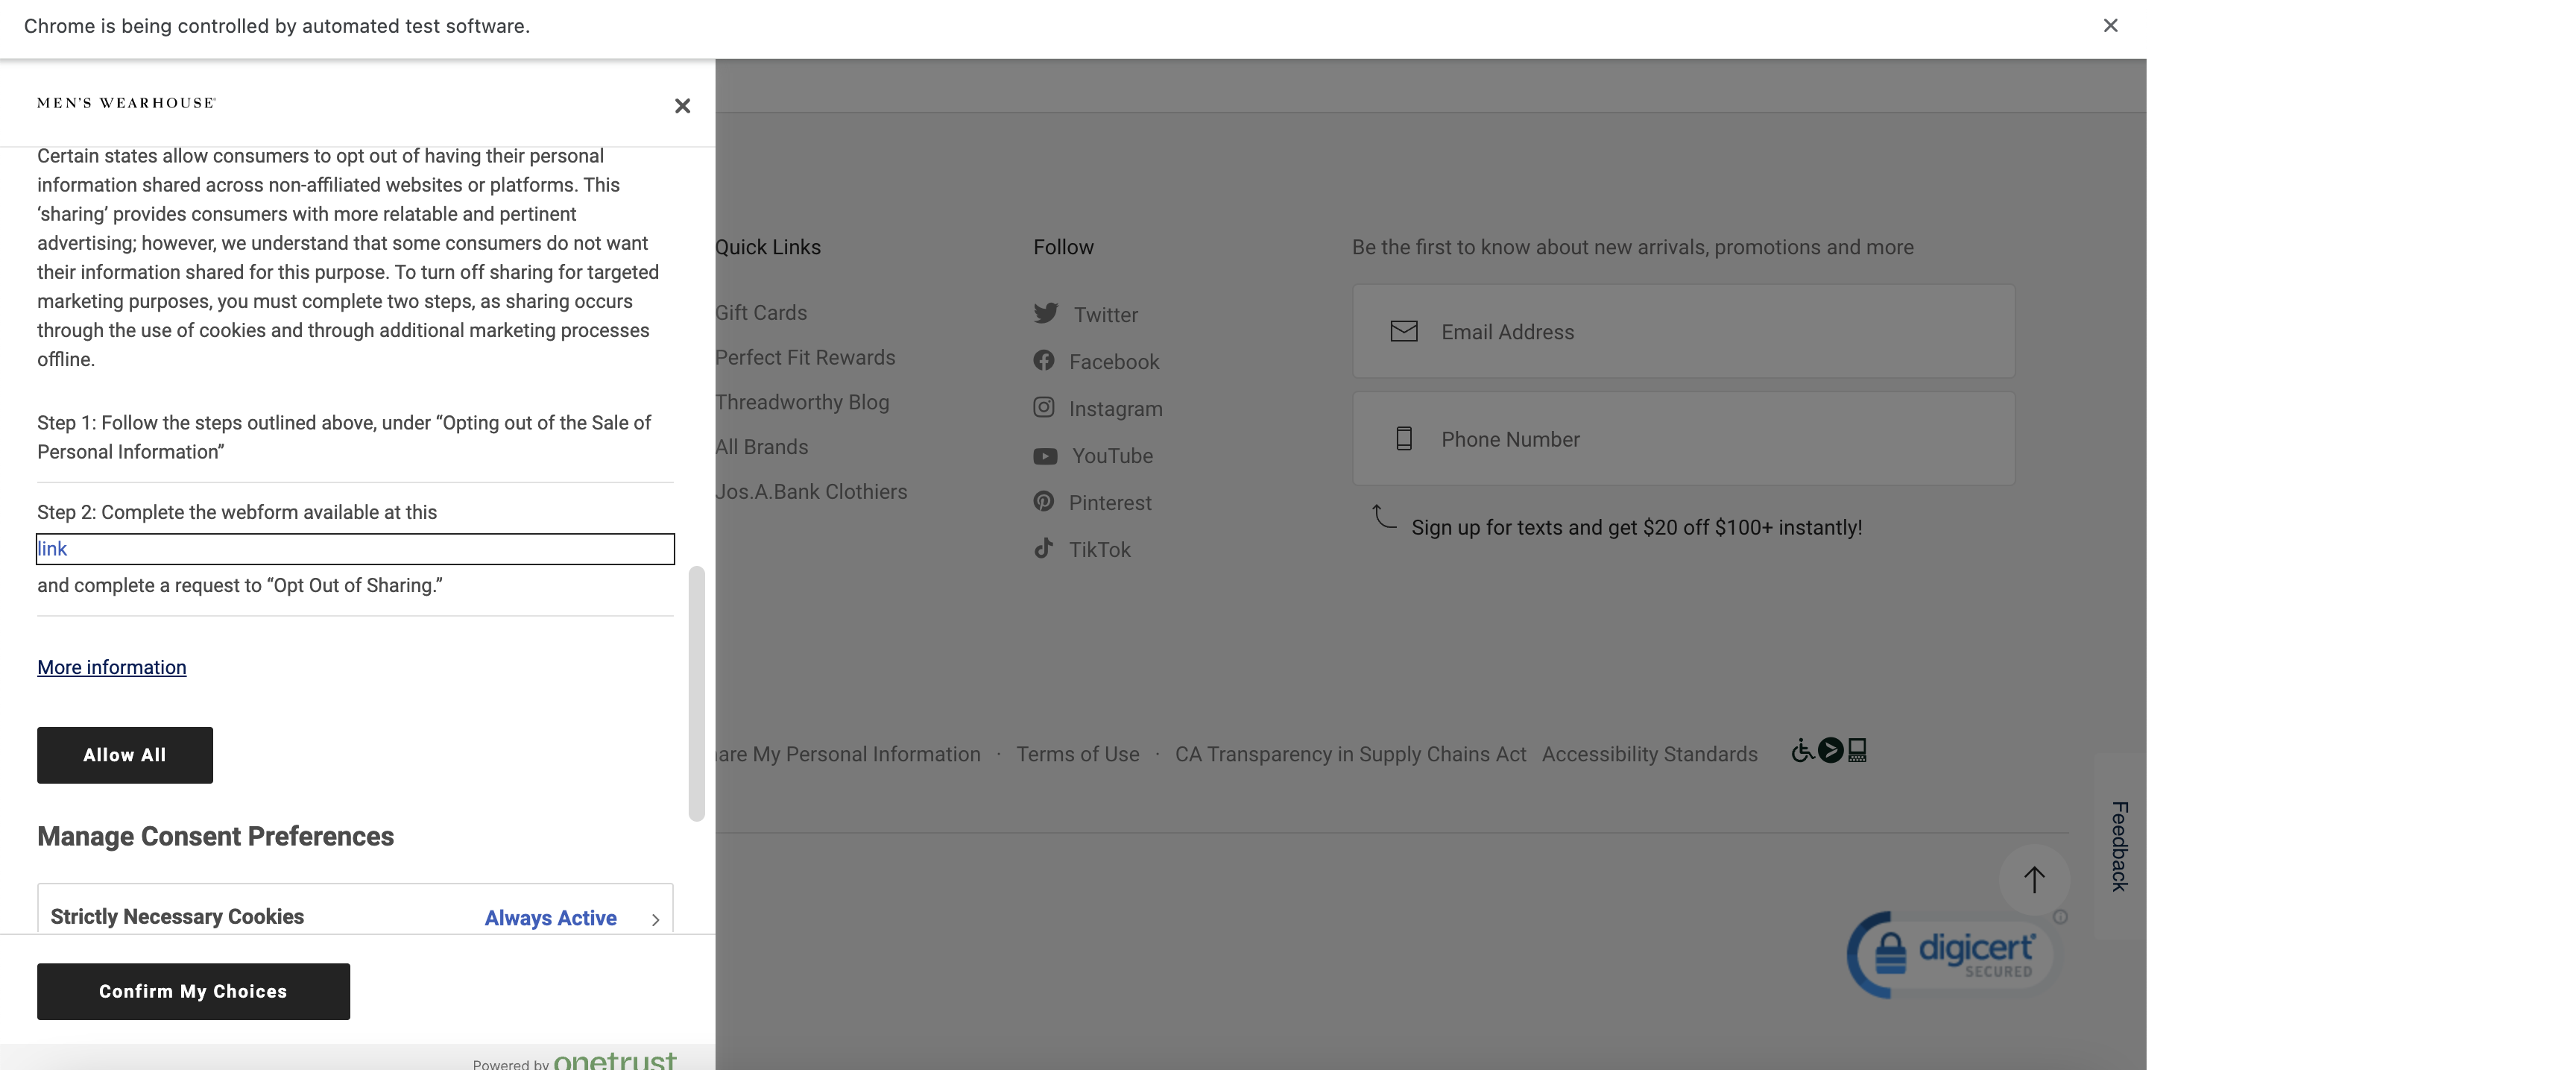 Chrome is being controlled by automated test software.
MEN'S WEARHOUSE®
Certain states allow consumers to opt out of having their personal
information shared across non-affiliated websites or platforms. This
‘sharing’ provides consumers with more relatable and pertinent
advertising; however, we understand that some consumers do not want
their information shared for this purpose. To turn off sharing for targeted
marketing purposes, you must complete two steps, as sharing occurs
through the use of cookies and through additional marketing processes
offline.
Step 1: Follow the steps outlined above, under “Opting out of the Sale of
Personal Information”
Step 2: Complete the webform available at this
link
and complete a request to “Opt Out of Sharing.”
More information
Allow All
Manage Consent Preferences
Strictly Necessary Cookies Always Active
Confirm My Choices
Powered by onetrust
Quick Links
Gift Cards
Perfect Fit Rewards
Threadworthy Blog
All Brands
Jos.A.Bank Clothiers
Follow
Twitter
Facebook
Instagram
YouTube
Pinterest
TikTok
Be the first to know about new arrivals, promotions and more
Email Address
Phone Number
Sign up for texts and get $20 off $100+ instantly!
are My Personal Information · Terms of Use · CA Transparency in Supply Chains Act Accessibility Standards
Feedback
digicert®
SECURED